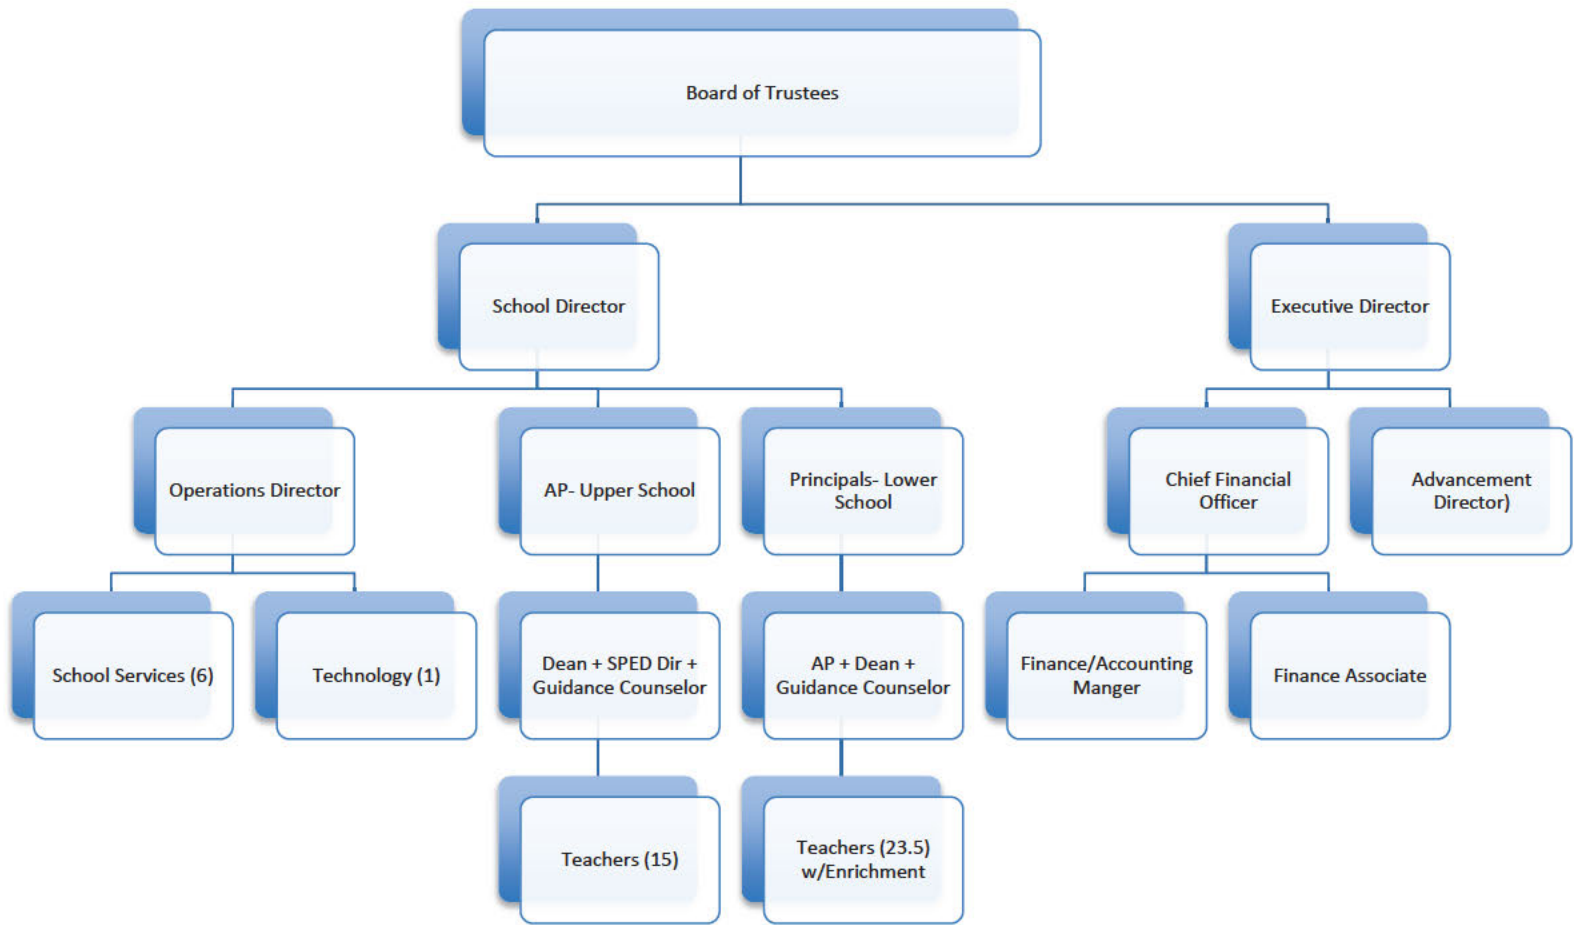 Board of Trustees
School Director
Executive Director
Operations Director
AP- Upper School
Principals- Lower
School
Chief Financial
Officer
Advancement
Director)
School Services (6)
Technology (1)
Dean + SPED Dir +
Guidance Counselor
AP + Dean +
Guidance Counselor
Finance/Accounting
Manger
Finance Associate
Teachers (15)
Teachers (23.5)
w/Enrichment